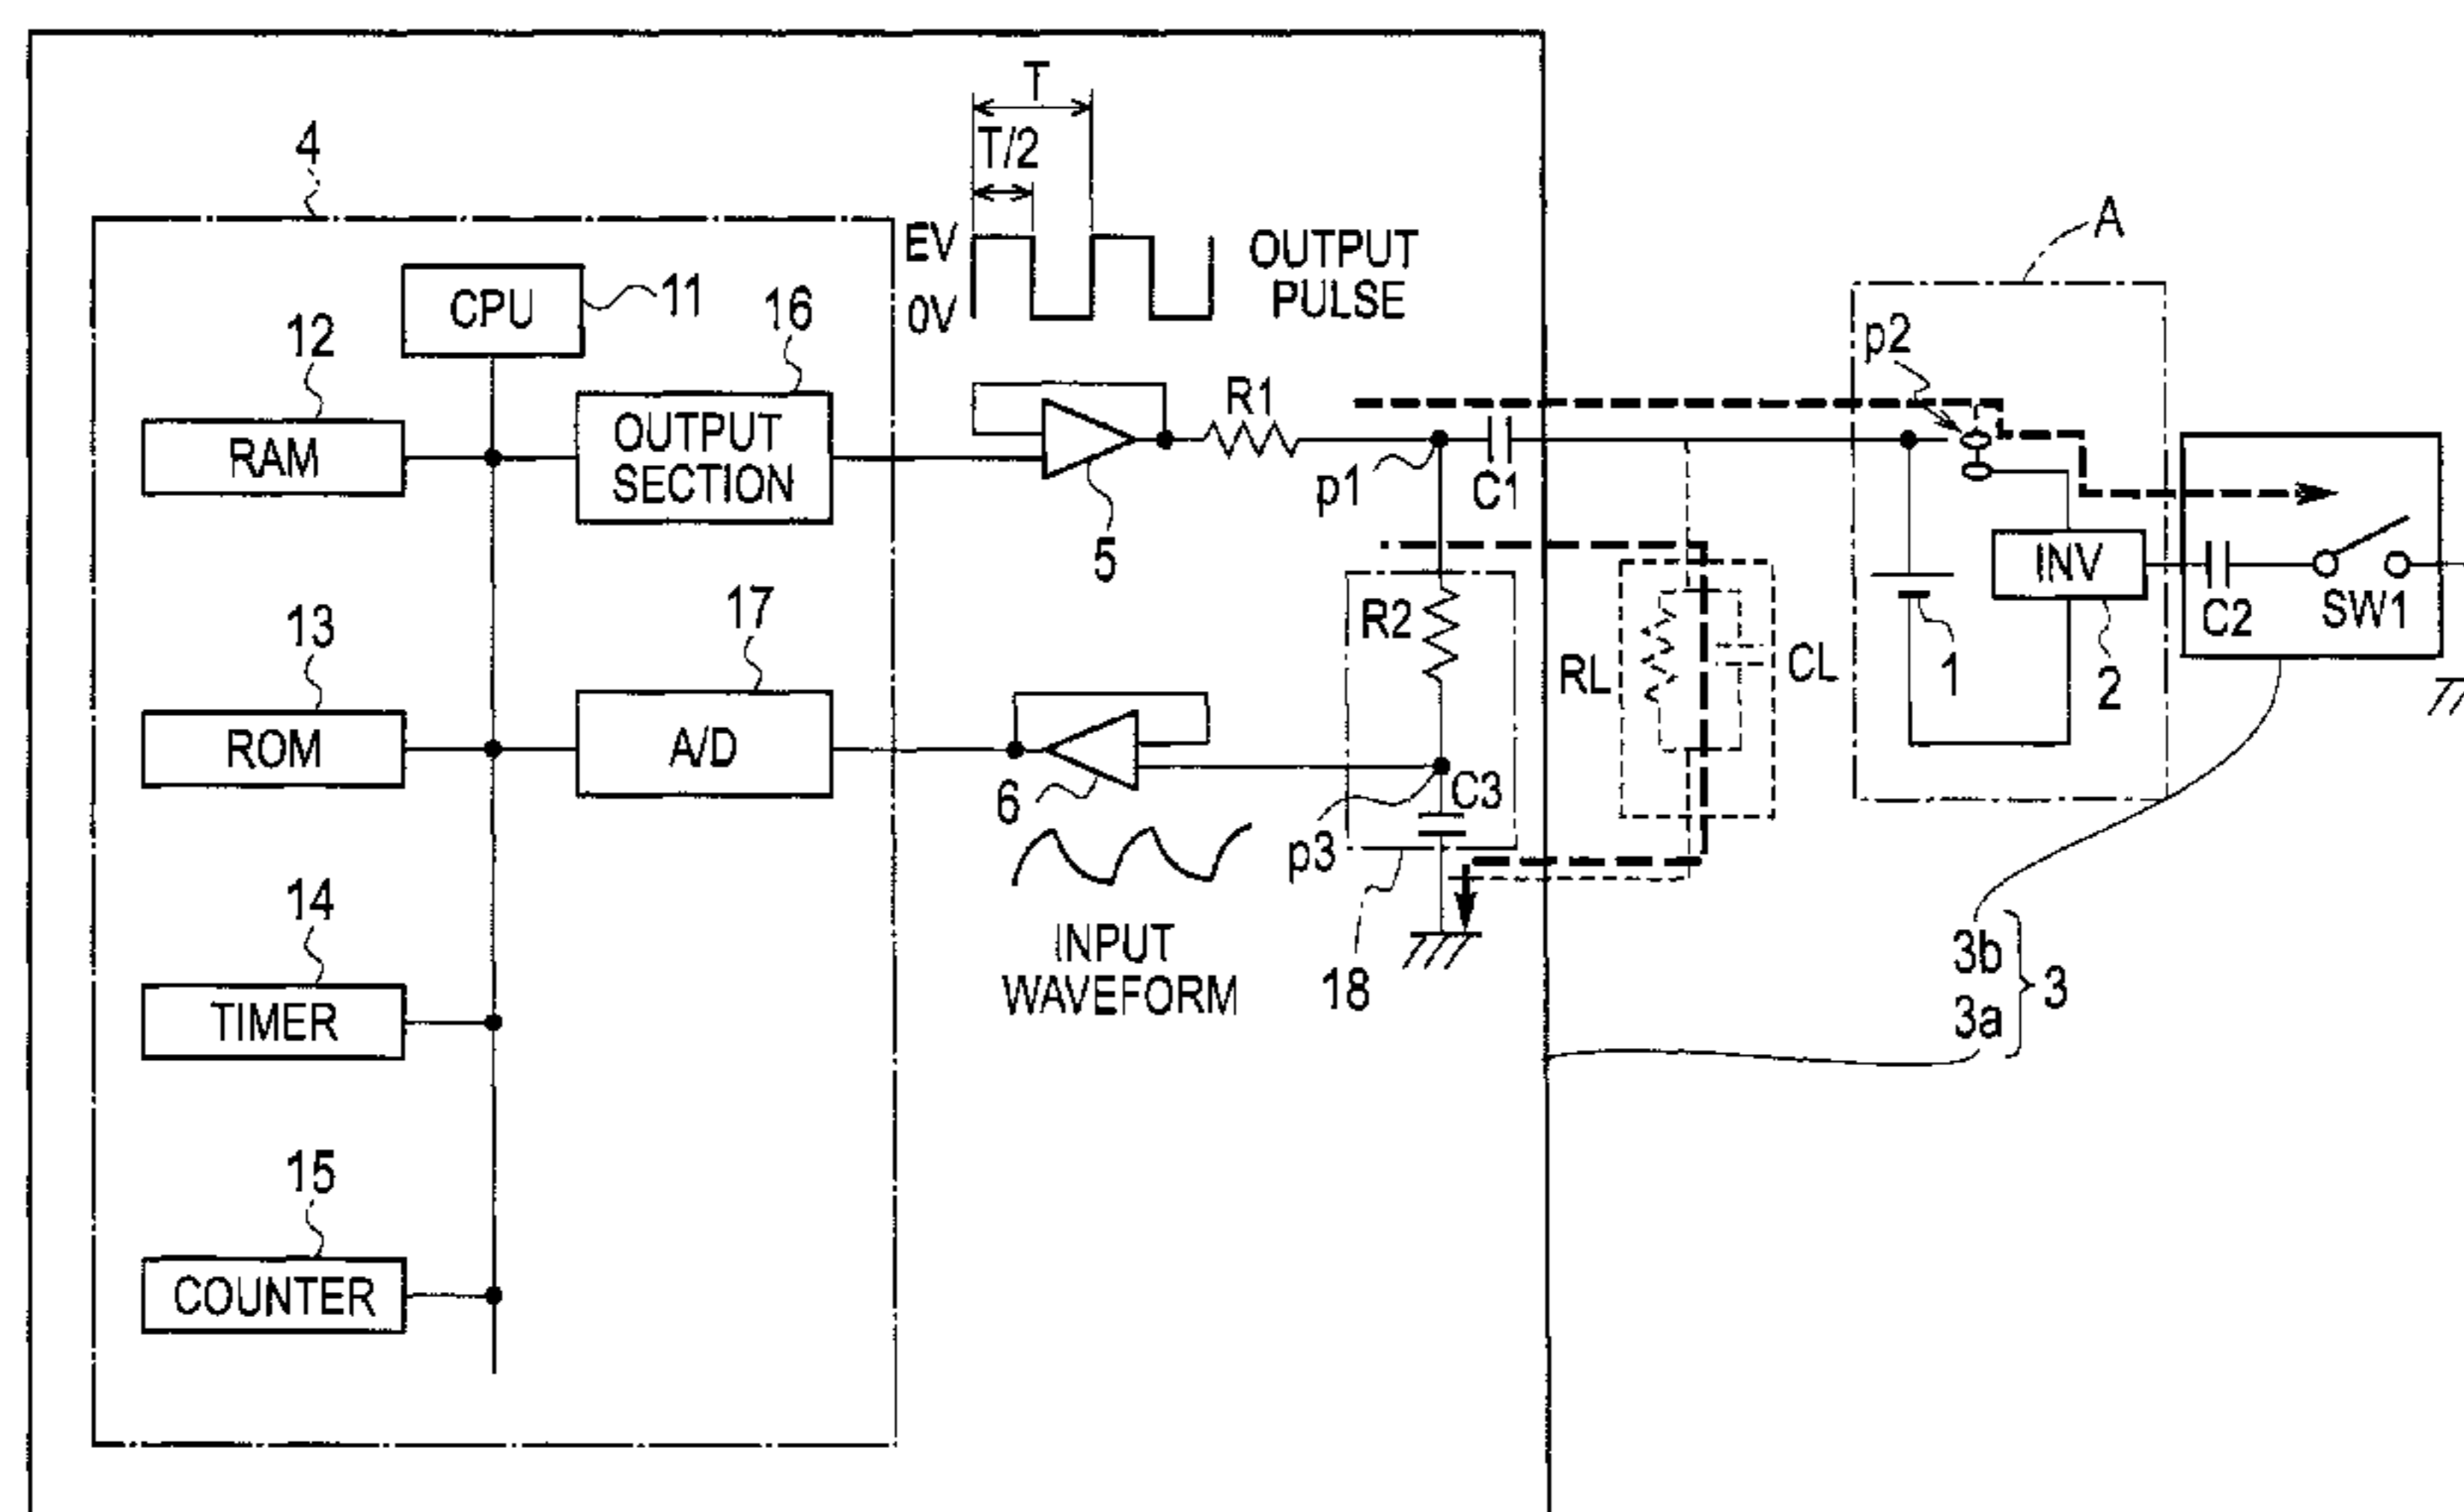 T
4
T/2
A
EV
OUTPUT
PULSE
0V
CPU
11
16
12
p2
R1
RAM
OUTPUT
SECTION
p1
C1
5
INV
R2
C2
SW1
17
13
RL
CL
1
2
ROM
A/D
6
C3
p3
14
INPUT
WAVEFORM
18
3b
3a
3
TIMER
15
COUNTER